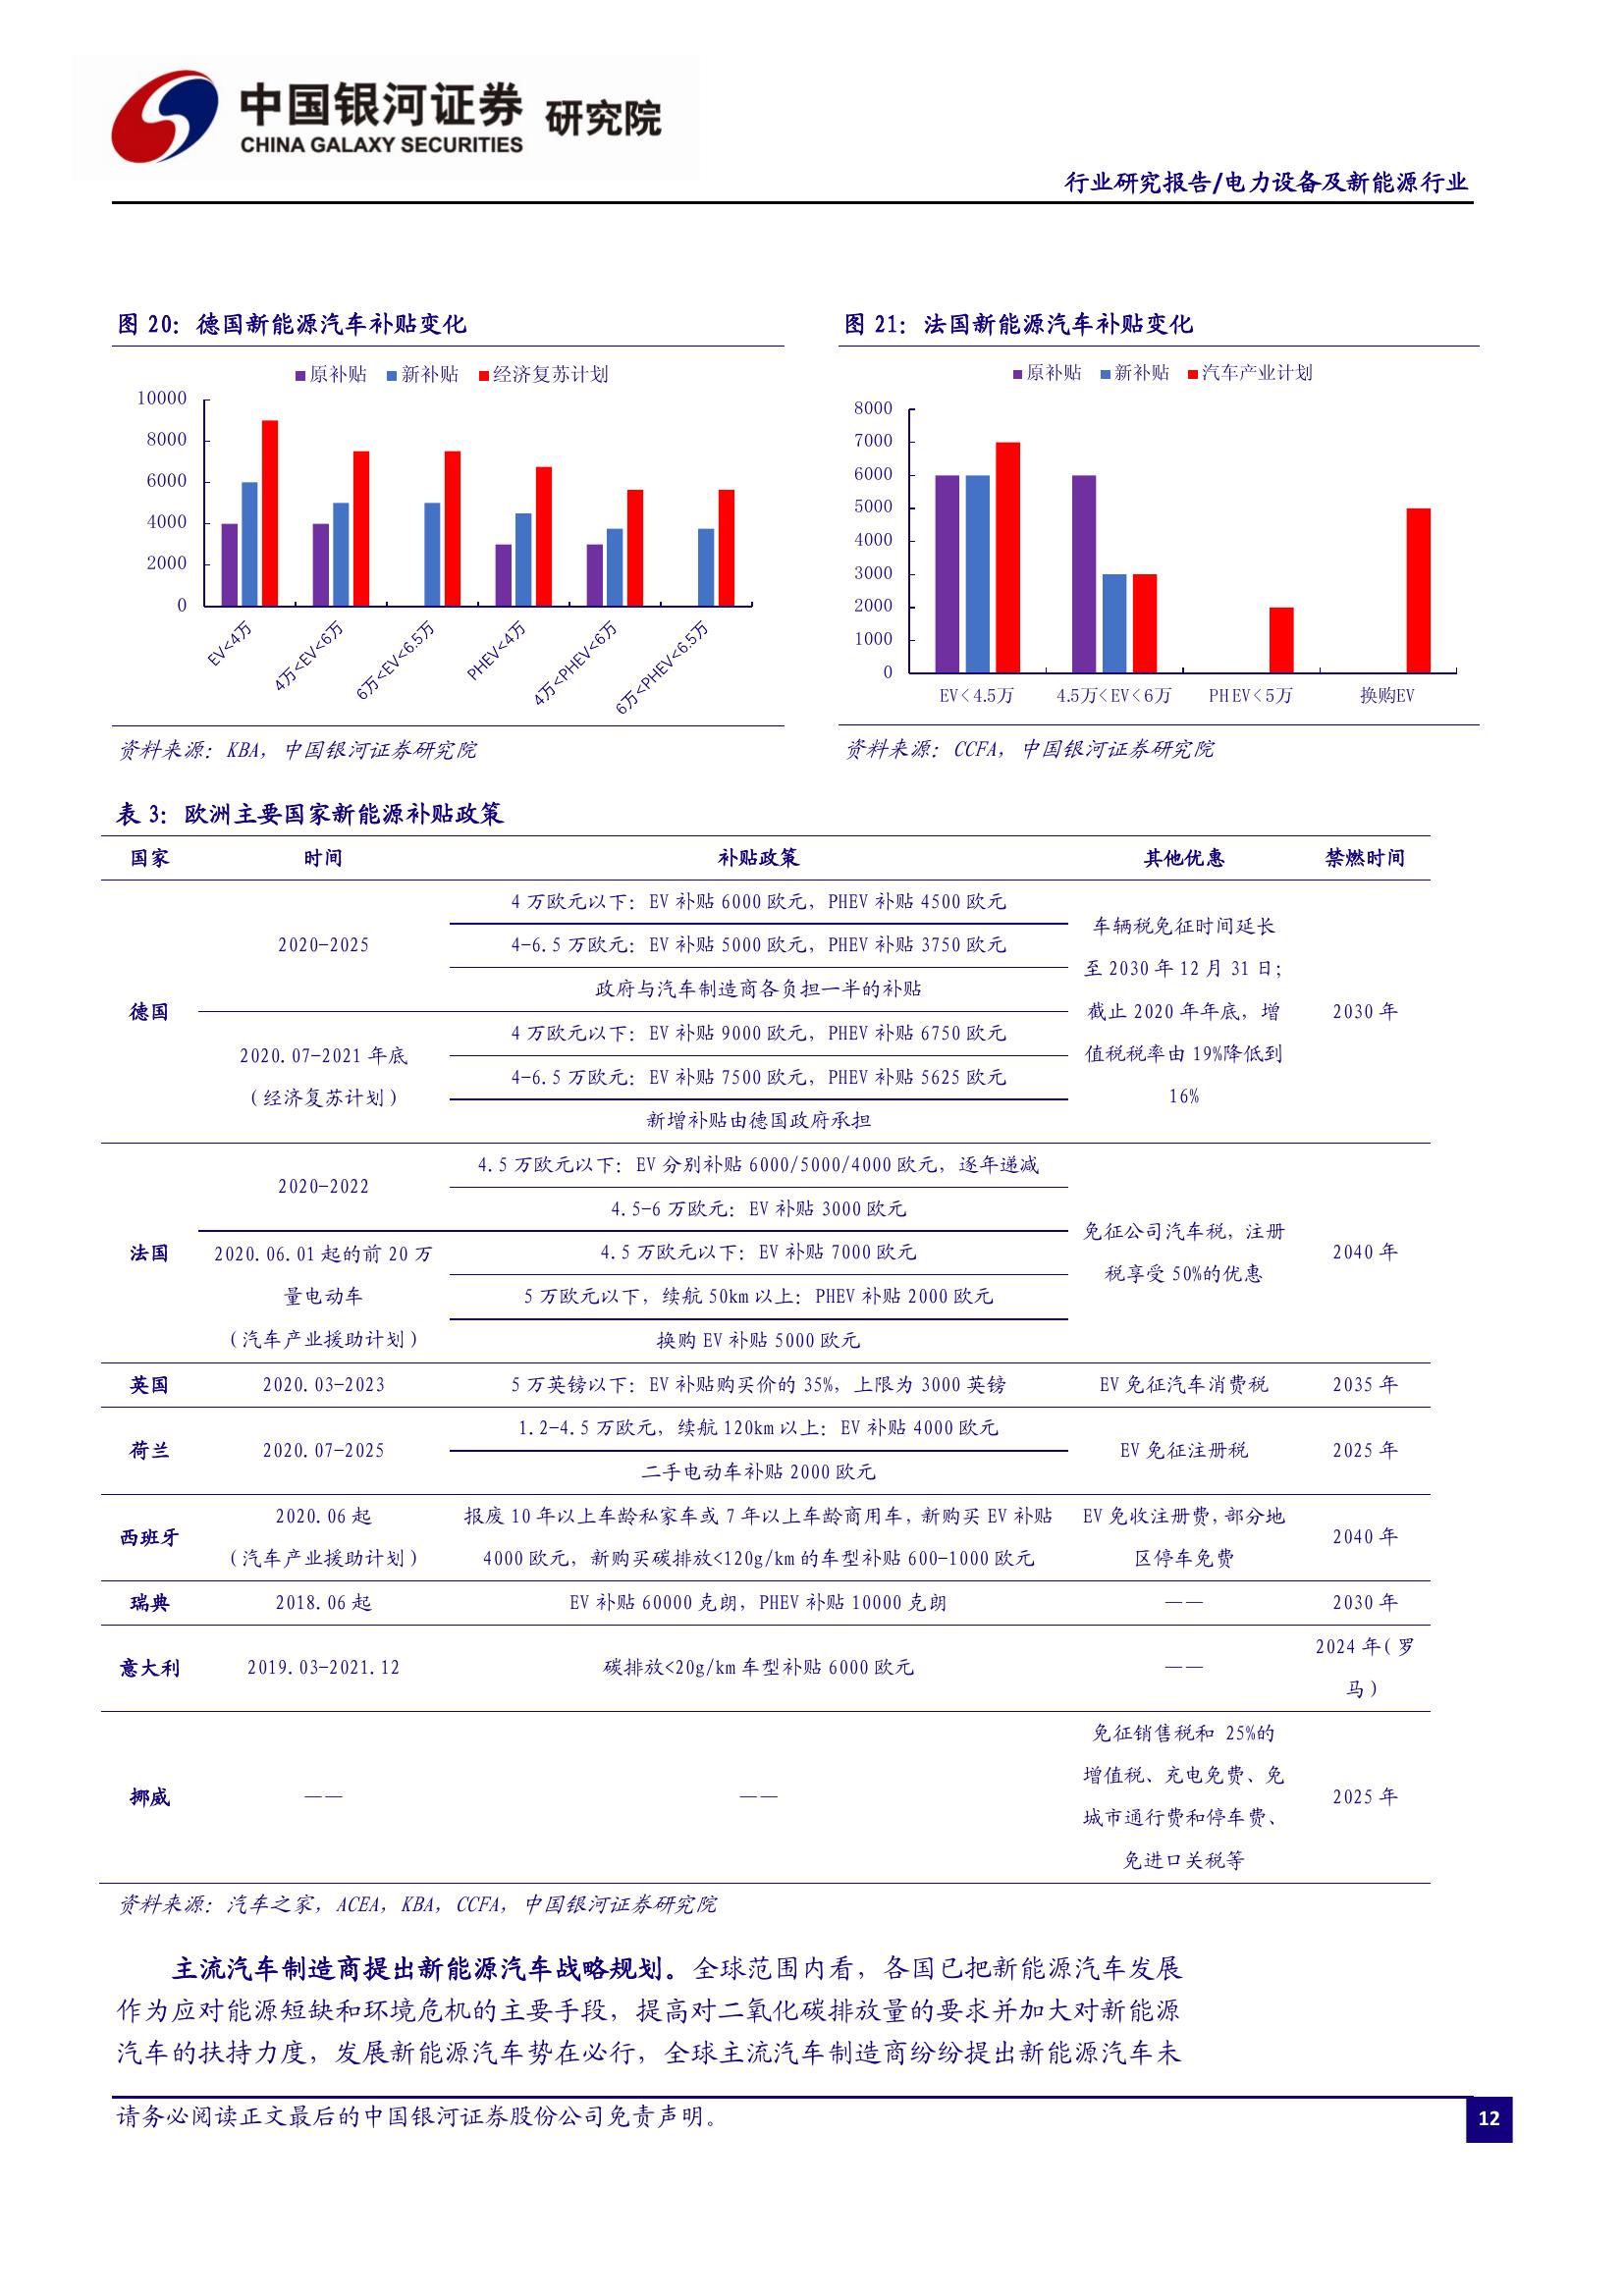 中国银河证券 研究院
CHINA GALAXY SECURITIES
行业研究报告/电力设备及新能源行业
图 20：德国新能源汽车补贴变化
原补贴 新补贴 经济复苏计划
10000
8000
6000
4000
2000
0
EV<4万
4万<EV<6万
6万<EV<6.5万
PHEV<4万
4万<PHEV<6万
6万<PHEV<6.5万
资料来源：KBA，中国银河证券研究院
图 21：法国新能源汽车补贴变化
原补贴 新补贴 汽车产业计划
8000
7000
6000
5000
4000
3000
2000
1000
0
EV<4.5万 4.5万<EV<6万 PHEV<5万 换购EV
资料来源：CCFA，中国银河证券研究院
表 3：欧洲主要国家新能源补贴政策
国家 时间 补贴政策 其他优惠 禁燃时间
德国
2020-2025
4 万欧元以下：EV 补贴 6000 欧元，PHEV 补贴 4500 欧元
4-6.5 万欧元：EV 补贴 5000 欧元，PHEV 补贴 3750 欧元
政府与汽车制造商各负担一半的补贴
2020.07-2021 年底
（经济复苏计划）
4 万欧元以下：EV 补贴 9000 欧元，PHEV 补贴 6750 欧元
4-6.5 万欧元：EV 补贴 7500 欧元，PHEV 补贴 5625 欧元
新增补贴由德国政府承担
车辆税免征时间延长
至 2030 年 12 月 31 日；
截止 2020 年年底，增
值税税率由 19%降低到
16%
2030 年
法国
2020-2022
4.5 万欧元以下：EV 分别补贴 6000/5000/4000 欧元，逐年递减
4.5-6 万欧元：EV 补贴 3000 欧元
2020.06.01 起的前 20 万
量电动车
（汽车产业援助计划）
4.5 万欧元以下：EV 补贴 7000 欧元
5 万欧元以下，续航 50km 以上：PHEV 补贴 2000 欧元
换购 EV 补贴 5000 欧元
免征公司汽车税，注册
税享受 50%的优惠
2040 年
英国 2020.03-2023 5 万英镑以下：EV 补贴购买价的 35%，上限为 3000 英镑 EV 免征汽车消费税 2035 年
荷兰 2020.07-2025
1.2-4.5 万欧元，续航 120km 以上：EV 补贴 4000 欧元
二手电动车补贴 2000 欧元
EV 免征注册税 2025 年
西班牙
2020.06 起
（汽车产业援助计划）
报废 10 年以上车龄私家车或 7 年以上车龄商用车，新购买 EV 补贴
4000 欧元，新购买碳排放<120g/km 的车型补贴 600-1000 欧元
EV 免收注册费，部分地
区停车免费
2040 年
瑞典 2018.06 起 EV 补贴 60000 克朗，PHEV 补贴 10000 克朗 —— 2030 年
意大利 2019.03-2021.12 碳排放<20g/km 车型补贴 6000 欧元 ——
2024 年（罗
马）
挪威 —— ——
免征销售税和 25%的
增值税、充电免费、免
城市通行费和停车费、
免进口关税等
2025 年
资料来源：汽车之家，ACEA，KBA，CCFA，中国银河证券研究院
主流汽车制造商提出新能源汽车战略规划。全球范围内看，各国已把新能源汽车发展
作为应对能源短缺和环境危机的主要手段，提高对二氧化碳排放量的要求并加大对新能源
汽车的扶持力度，发展新能源汽车势在必行，全球主流汽车制造商纷纷提出新能源汽车未
请务必阅读正文最后的中国银河证券股份公司免责声明。
12